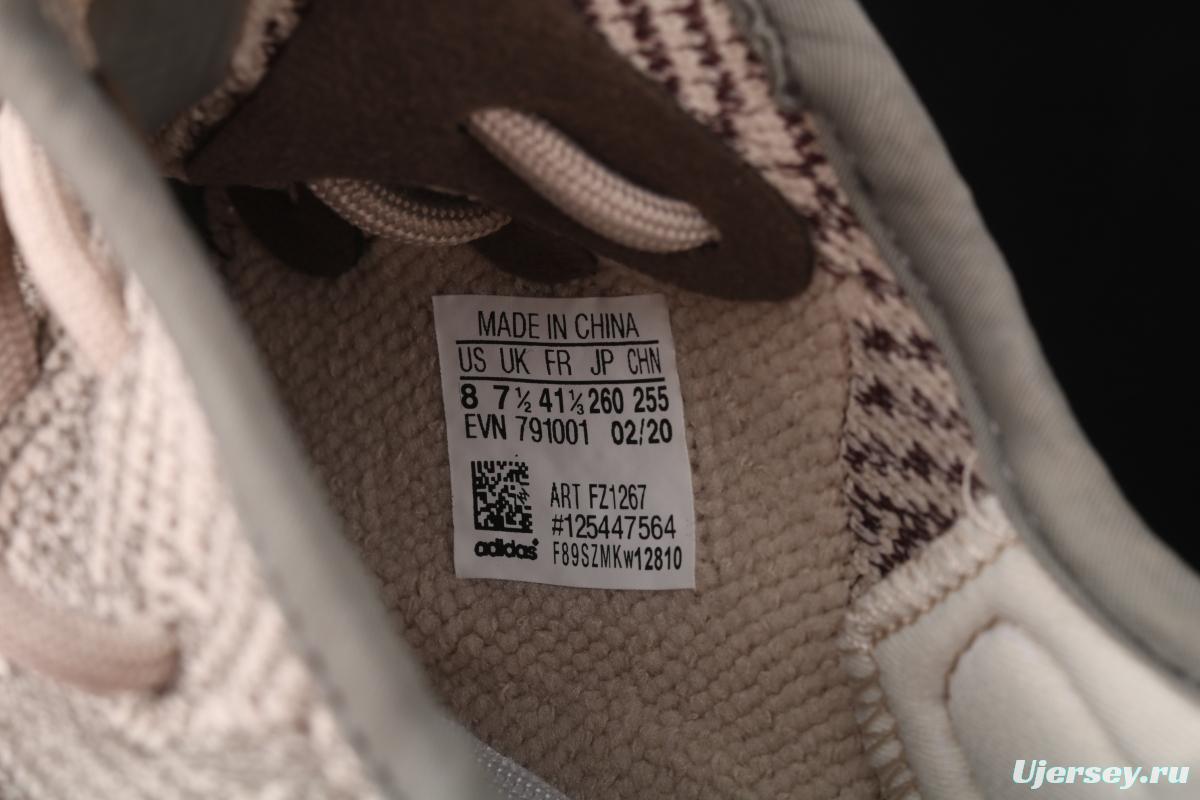 MADE IN CHINA
US UK FR JP CHN
8 7½ 41⅓ 260 255
EVN 791001 02/20
ART FZ1267
#125447564
adidas F89SZMKw12810
Ujersey.ru